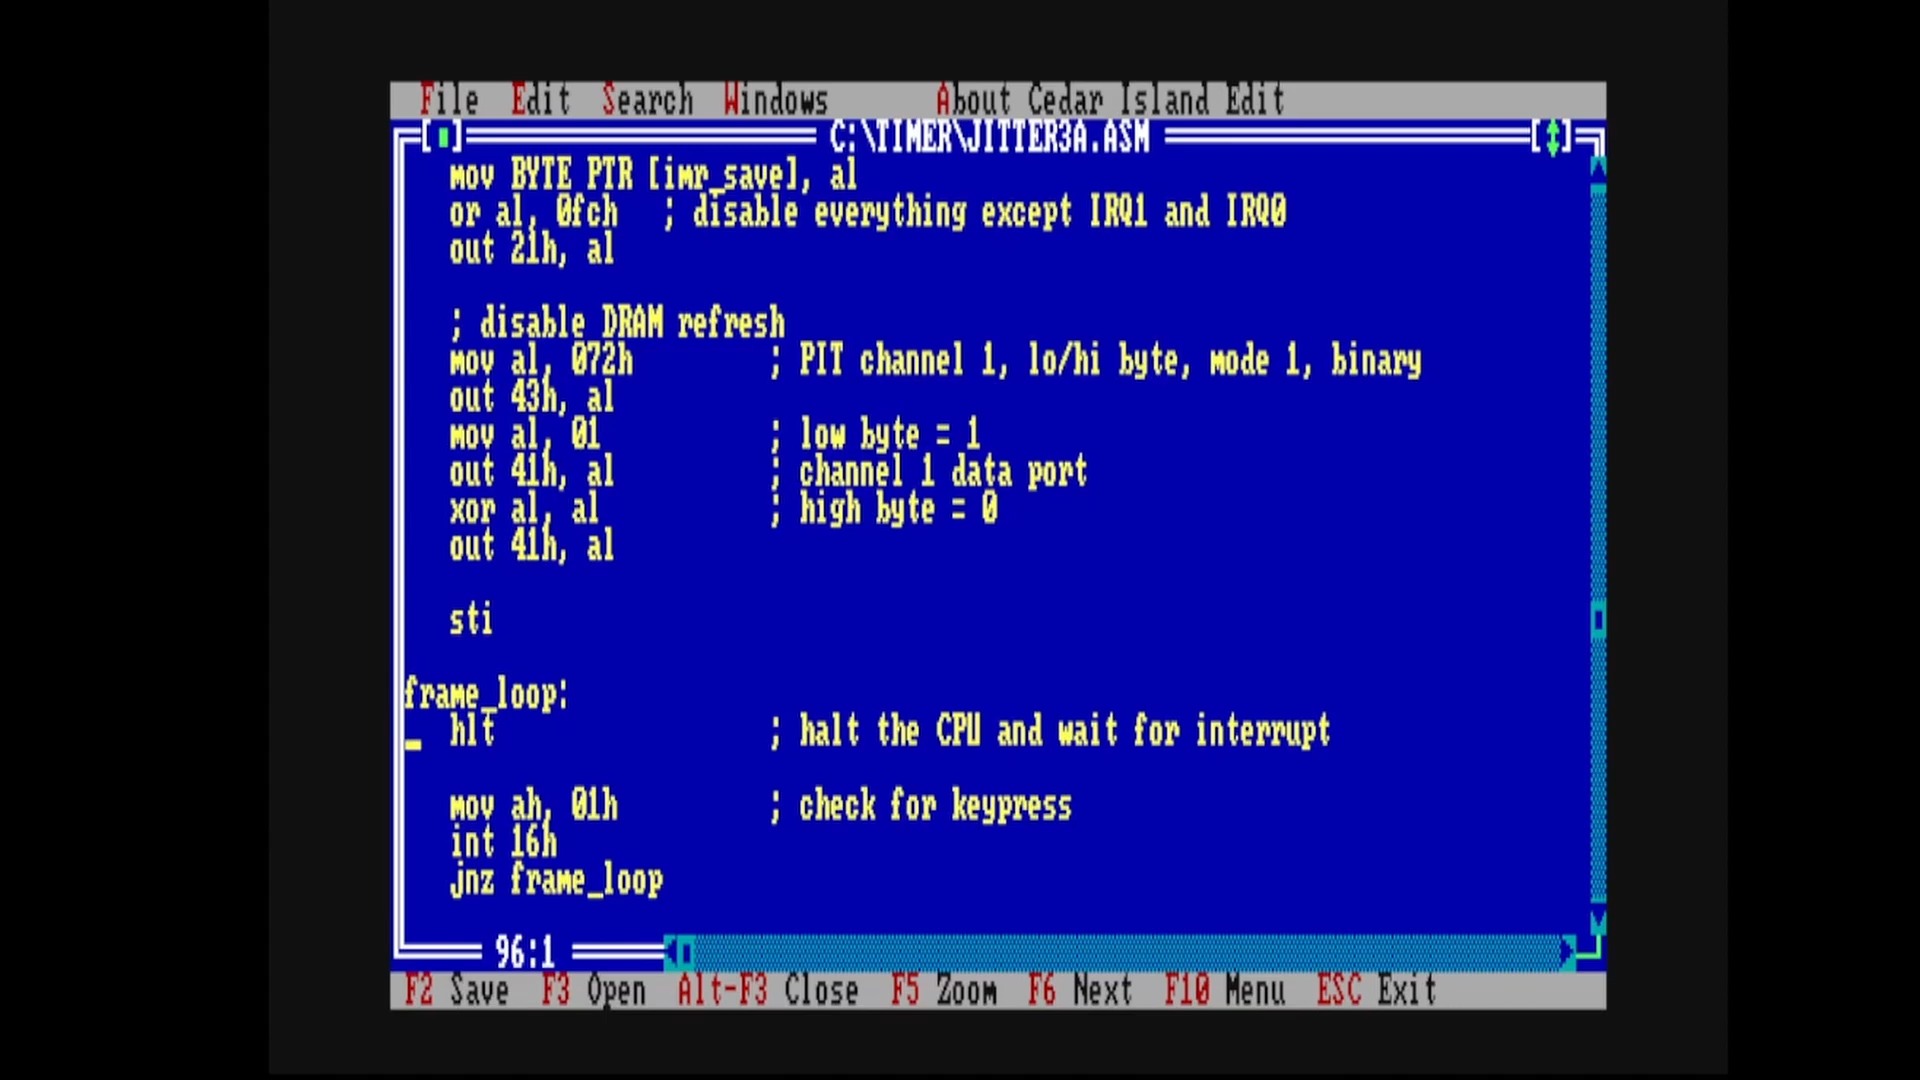 File Edit Search Windows About Cedar Island Edit
C:\TIMER\JITTER3A.ASM
mov BYTE PTR [imr_save], al
or al, 0fch ; disable everything except IRQ1 and IRQ0
out 21h, al
; disable DRAM refresh
mov al, 072h ; PIT channel 1, lo/hi byte, mode 1, binary
out 43h, al
mov al, 01 ; low byte = 1
out 41h, al ; channel 1 data port
xor al, al ; high byte = 0
out 41h, al
sti
frame_loop:
hlt ; halt the CPU and wait for interrupt
mov ah, 01h ; check for keypress
int 16h
jnz frame_loop
96:1
F2 Save F3 Open Alt-F3 Close F5 Zoom F6 Next F10 Menu ESC Exit